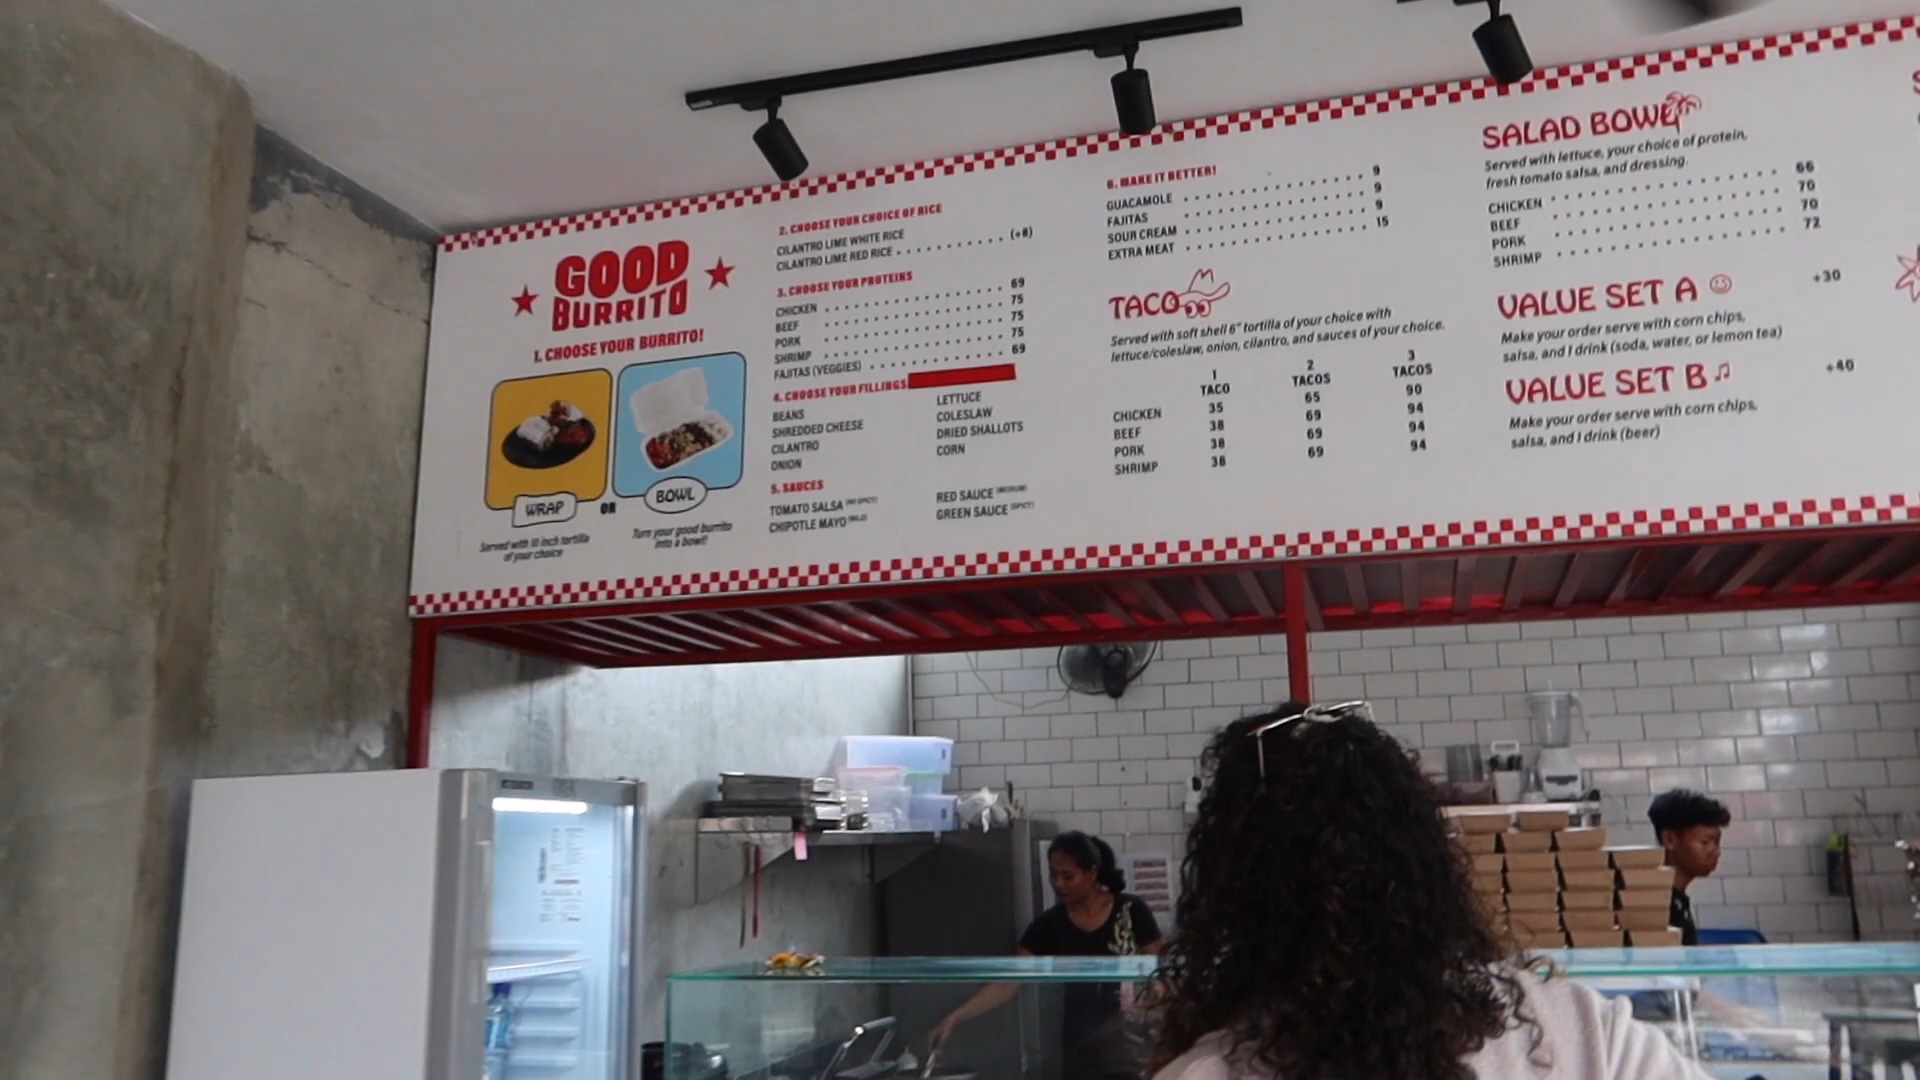 GOOD
BURRITO
1. CHOOSE YOUR BURRITO!
WRAP OR BOWL
Served with 10 inch tortilla
of your choice
Turn your good burrito
into a bowl!
2. CHOOSE YOUR CHOICE OF RICE
CILANTRO LIME WHITE RICE
CILANTRO LIME RED RICE (+8)
3. CHOOSE YOUR PROTEINS
CHICKEN 69
BEEF 75
PORK 75
SHRIMP 75
FAJITAS (VEGGIES) 69
4. CHOOSE YOUR FILLINGS
BEANS
SHREDDED CHEESE
CILANTRO
ONION
LETTUCE
COLESLAW
DRIED SHALLOTS
CORN
5. SAUCES
TOMATO SALSA (NO SPICY)
CHIPOTLE MAYO (MILD)
RED SAUCE (MEDIUM)
GREEN SAUCE (SPICY)
6. MAKE IT BETTER!
GUACAMOLE 9
FAJITAS 9
SOUR CREAM 9
EXTRA MEAT 15
TACO
Served with soft shell 6" tortilla of your choice with
lettuce/coleslaw, onion, cilantro, and sauces of your choice.
1 TACO 2 TACOS 3 TACOS
CHICKEN 35 65 90
BEEF 38 69 94
PORK 38 69 94
SHRIMP 38 69 94
SALAD BOWL
Served with lettuce, your choice of protein,
fresh tomato salsa, and dressing.
CHICKEN 66
BEEF 70
PORK 70
SHRIMP 72
VALUE SET A +30
Make your order serve with corn chips,
salsa, and 1 drink (soda, water, or lemon tea)
VALUE SET B +40
Make your order serve with corn chips,
salsa, and 1 drink (beer)